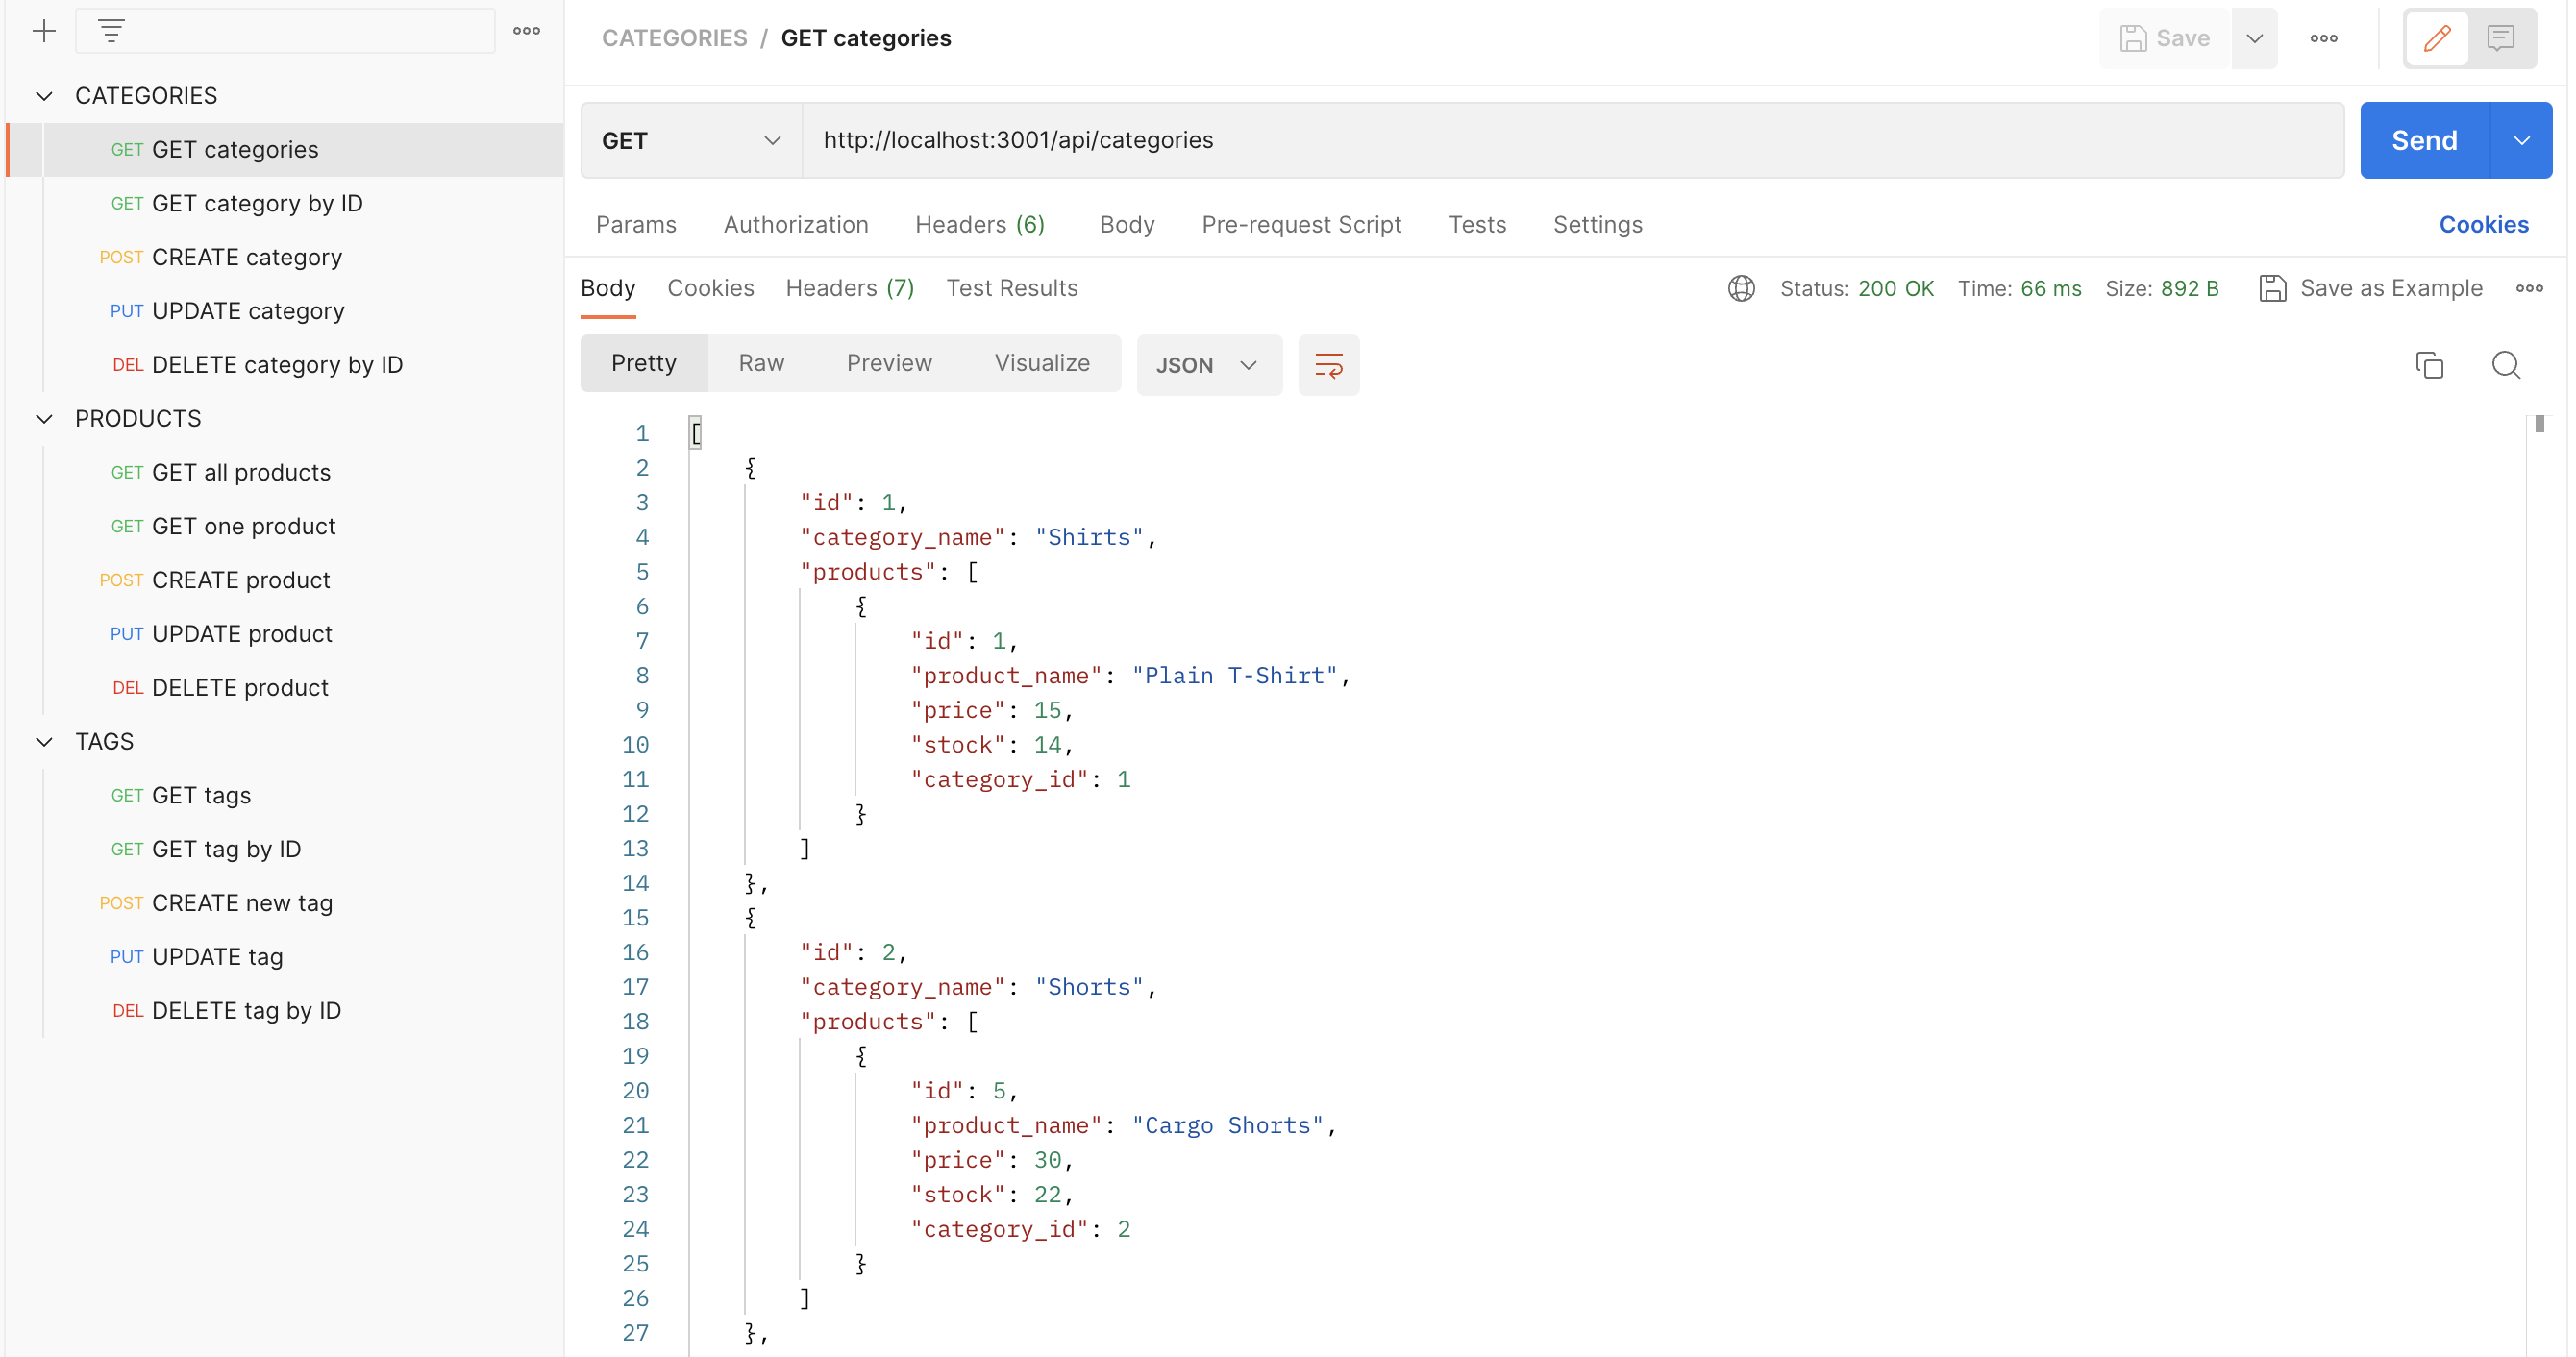 CATEGORIES
GET GET categories
GET GET category by ID
POST CREATE category
PUT UPDATE category
DEL DELETE category by ID
PRODUCTS
GET GET all products
GET GET one product
POST CREATE product
PUT UPDATE product
DEL DELETE product
TAGS
GET GET tags
GET GET tag by ID
POST CREATE new tag
PUT UPDATE tag
DEL DELETE tag by ID
CATEGORIES / GET categories
Save
GET http://localhost:3001/api/categories Send
Params Authorization Headers (6) Body Pre-request Script Tests Settings Cookies
Body Cookies Headers (7) Test Results Status: 200 OK Time: 66 ms Size: 892 B Save as Example
Pretty Raw Preview Visualize JSON
1 [
2 {
3 "id": 1,
4 "category_name": "Shirts",
5 "products": [
6 {
7 "id": 1,
8 "product_name": "Plain T-Shirt",
9 "price": 15,
10 "stock": 14,
11 "category_id": 1
12 }
13 ]
14 },
15 {
16 "id": 2,
17 "category_name": "Shorts",
18 "products": [
19 {
20 "id": 5,
21 "product_name": "Cargo Shorts",
22 "price": 30,
23 "stock": 22,
24 "category_id": 2
25 }
26 ]
27 },